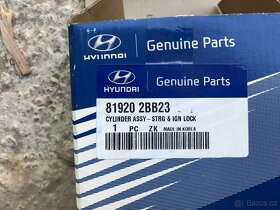 HYUNDAI
Genuine Parts
HYUNDAI
Genuine Parts
81920 2BB23
CYLINDER ASSY-STRG & IGN LOCK
1 PC ZK MADE IN KOREA
Bazoš.cz